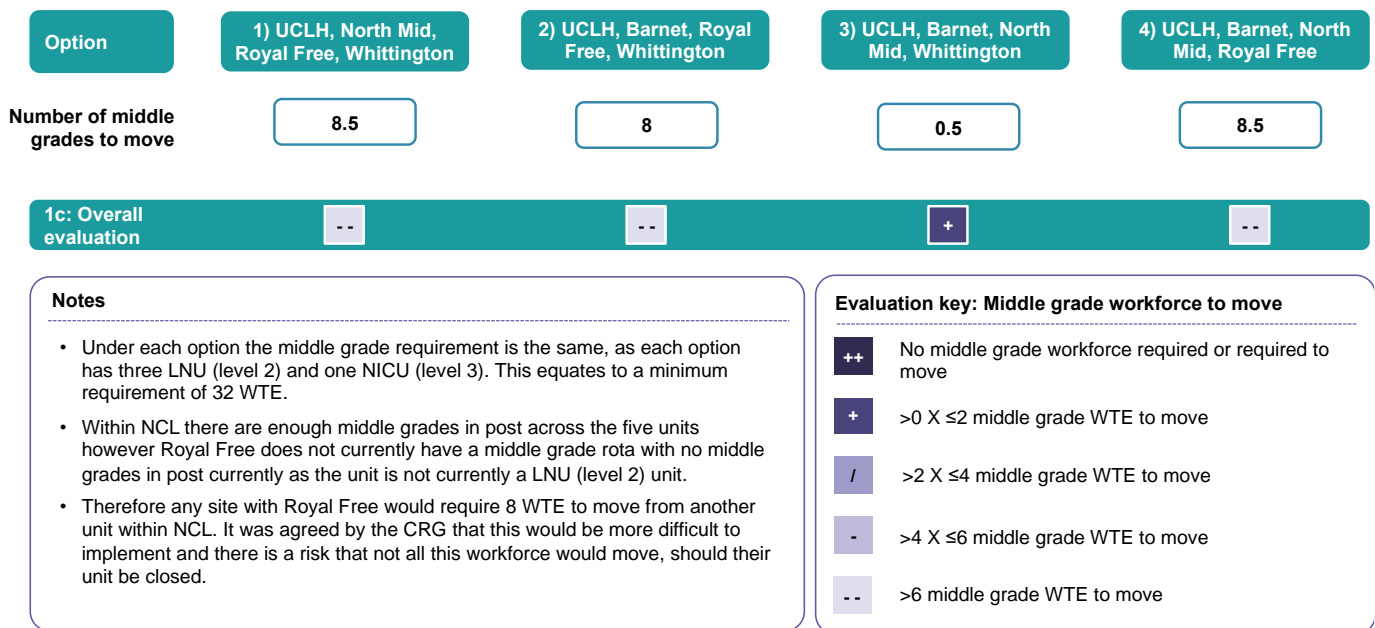 Option
1) UCLH, North Mid,
Royal Free, Whittington
2) UCLH, Barnet, Royal
Free, Whittington
3) UCLH, Barnet, North
Mid, Whittington
4) UCLH, Barnet, North
Mid, Royal Free
Number of middle
grades to move
8.5
8
0.5
8.5
1c: Overall
evaluation
- -
- -
+
- -
Notes
• Under each option the middle grade requirement is the same, as each option
has three LNU (level 2) and one NICU (level 3). This equates to a minimum
requirement of 32 WTE.
• Within NCL there are enough middle grades in post across the five units
however Royal Free does not currently have a middle grade rota with no middle
grades in post currently as the unit is not currently a LNU (level 2) unit.
• Therefore any site with Royal Free would require 8 WTE to move from another
unit within NCL. It was agreed by the CRG that this would be more difficult to
implement and there is a risk that not all this workforce would move, should their
unit be closed.
Evaluation key: Middle grade workforce to move
++
No middle grade workforce required or required to
move
+
>0 X ≤2 middle grade WTE to move
/
>2 X ≤4 middle grade WTE to move
-
>4 X ≤6 middle grade WTE to move
- -
>6 middle grade WTE to move